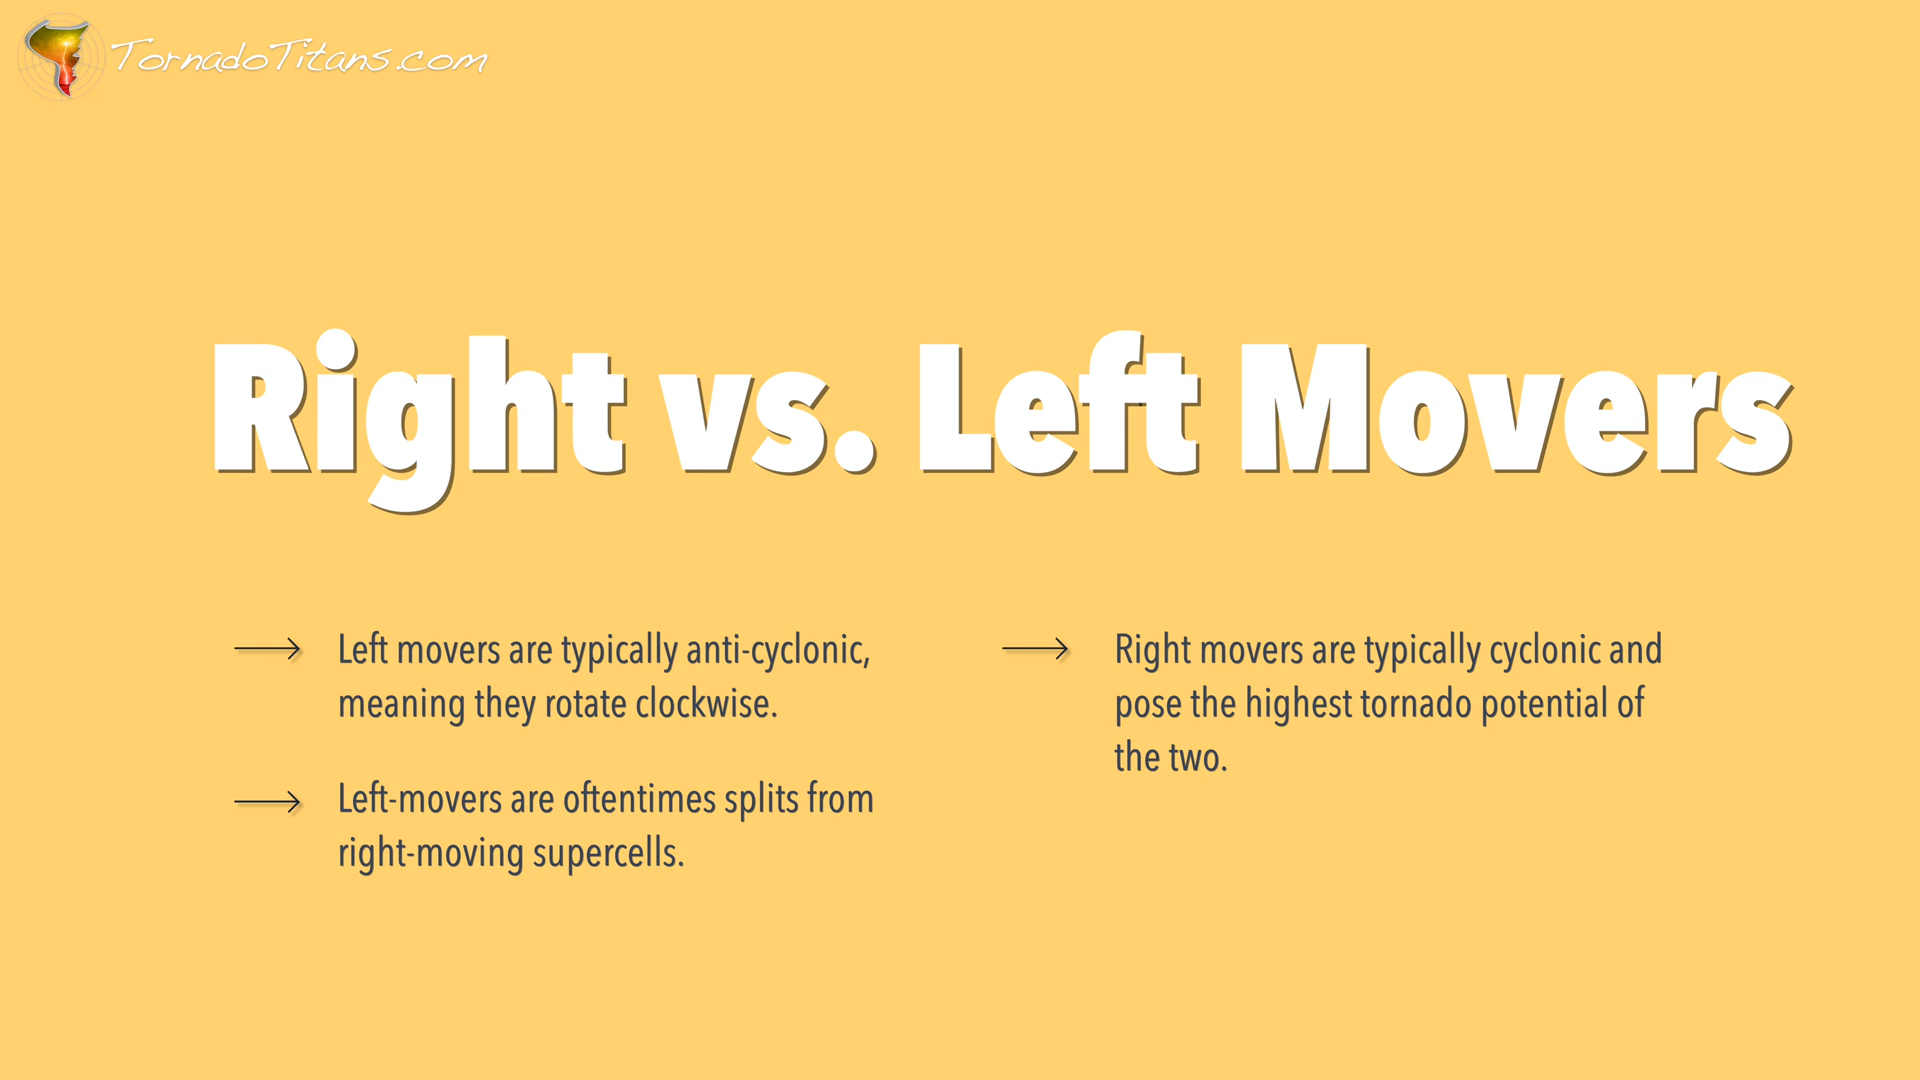 TornadoTitans.com
Right vs. Left Movers
Left movers are typically anti-cyclonic,
meaning they rotate clockwise.
Left-movers are oftentimes splits from
right-moving supercells.
Right movers are typically cyclonic and
pose the highest tornado potential of
the two.